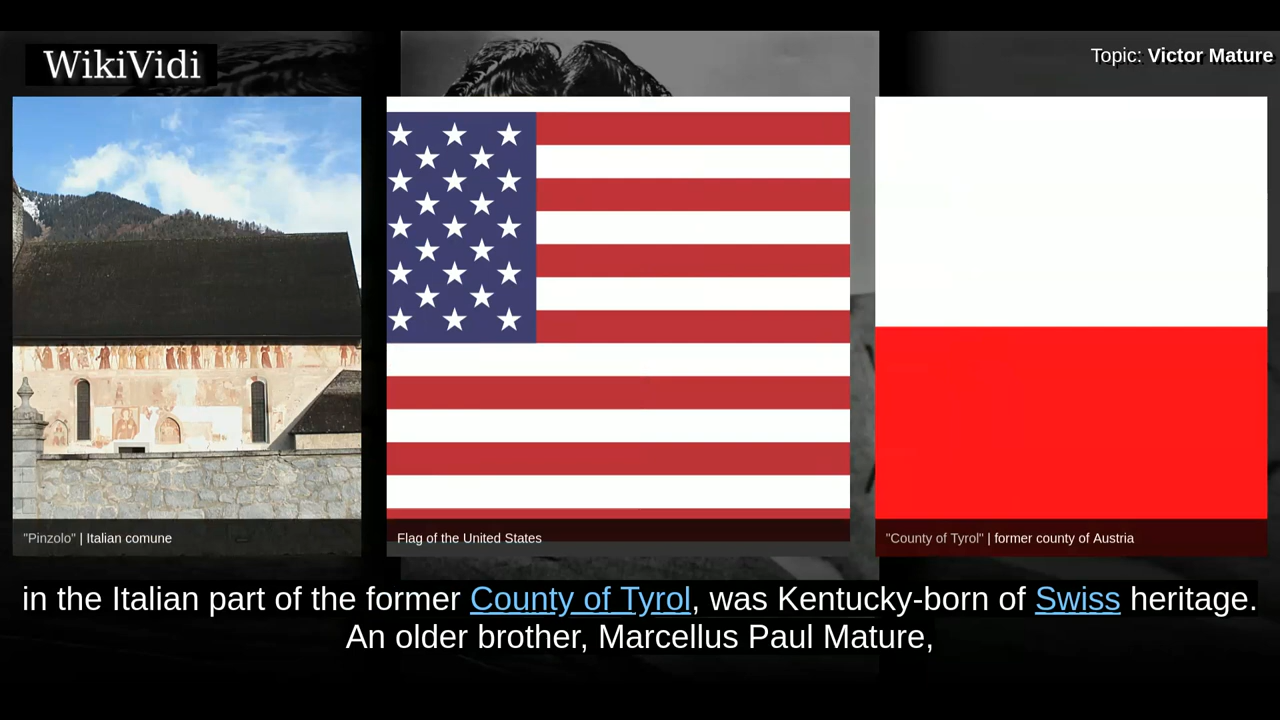 WikiVidi
Topic: Victor Mature
"Pinzolo" | Italian comune
Flag of the United States
"County of Tyrol" | former county of Austria
in the Italian part of the former County of Tyrol, was Kentucky-born of Swiss heritage.
An older brother, Marcellus Paul Mature,